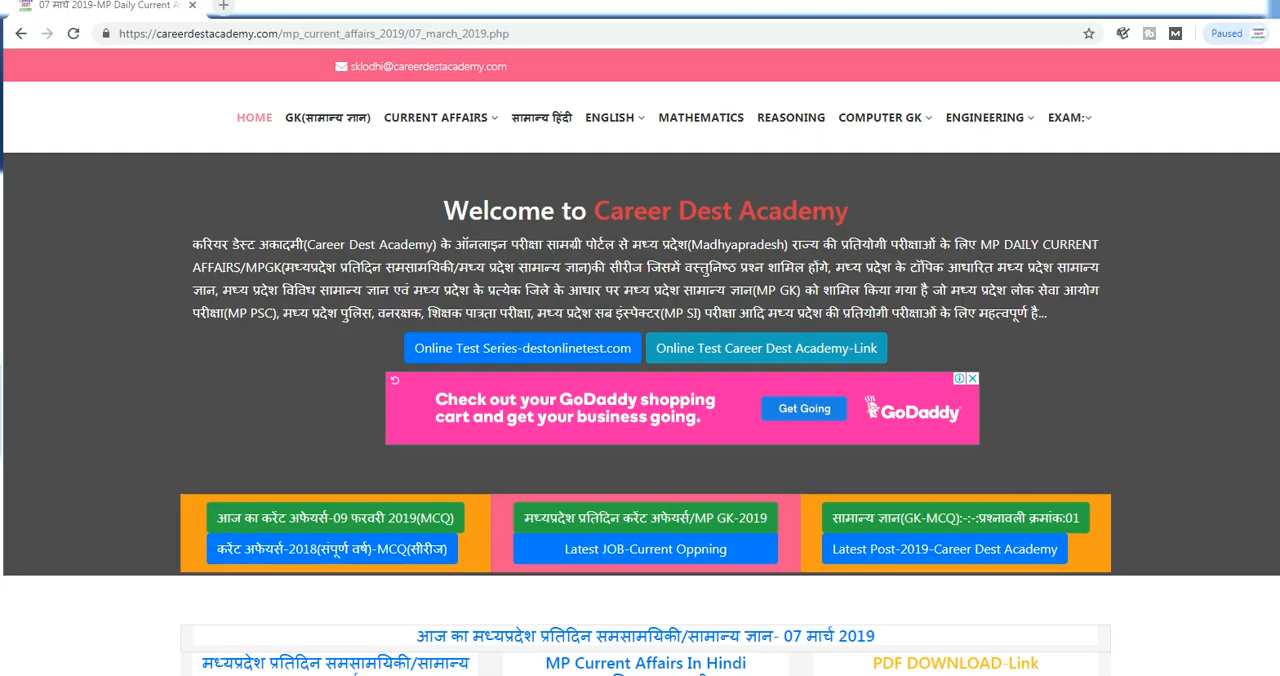 07 मार्च 2019-MP Daily Current A
https://careerdestacademy.com/mp_current_affairs_2019/07_march_2019.php
Paused
sklodhi@careerdestacademy.com
HOME GK(सामान्य ज्ञान) CURRENT AFFAIRS सामान्य हिंदी ENGLISH MATHEMATICS REASONING COMPUTER GK ENGINEERING EXAM:
Welcome to Career Dest Academy
करियर डेस्ट अकादमी(Career Dest Academy) के ऑनलाइन परीक्षा सामग्री पोर्टल से मध्य प्रदेश(Madhyapradesh) राज्य की प्रतियोगी परीक्षाओं के लिए MP DAILY CURRENT
AFFAIRS/MPGK(मध्यप्रदेश प्रतिदिन समसामयिकी/मध्य प्रदेश सामान्य ज्ञान)की सीरीज जिसमें वस्तुनिष्ठ प्रश्न शामिल होंगे, मध्य प्रदेश के टॉपिक आधारित मध्य प्रदेश सामान्य
ज्ञान, मध्य प्रदेश विविध सामान्य ज्ञान एवं मध्य प्रदेश के प्रत्येक जिले के आधार पर मध्य प्रदेश सामान्य ज्ञान(MP GK) को शामिल किया गया है जो मध्य प्रदेश लोक सेवा आयोग
परीक्षा(MP PSC), मध्य प्रदेश पुलिस, वनरक्षक, शिक्षक पात्रता परीक्षा, मध्य प्रदेश सब इंस्पेक्टर(MP SI) परीक्षा आदि मध्य प्रदेश की प्रतियोगी परीक्षाओं के लिए महत्वपूर्ण है...
Online Test Series-destonlinetest.com Online Test Career Dest Academy-Link
Check out your GoDaddy shopping
cart and get your business going.
Get Going
GoDaddy
आज का करेंट अफेयर्स-09 फरवरी 2019(MCQ) मध्यप्रदेश प्रतिदिन करेंट अफेयर्स/MP GK-2019 सामान्य ज्ञान(GK-MCQ):-:-:प्रश्नावली क्रमांक:01
करेंट अफेयर्स-2018(संपूर्ण वर्ष)-MCQ(सीरीज) Latest JOB-Current Oppning Latest Post-2019-Career Dest Academy
आज का मध्यप्रदेश प्रतिदिन समसामयिकी/सामान्य ज्ञान- 07 मार्च 2019
मध्यप्रदेश प्रतिदिन समसामयिकी/सामान्य MP Current Affairs In Hindi PDF DOWNLOAD-Link